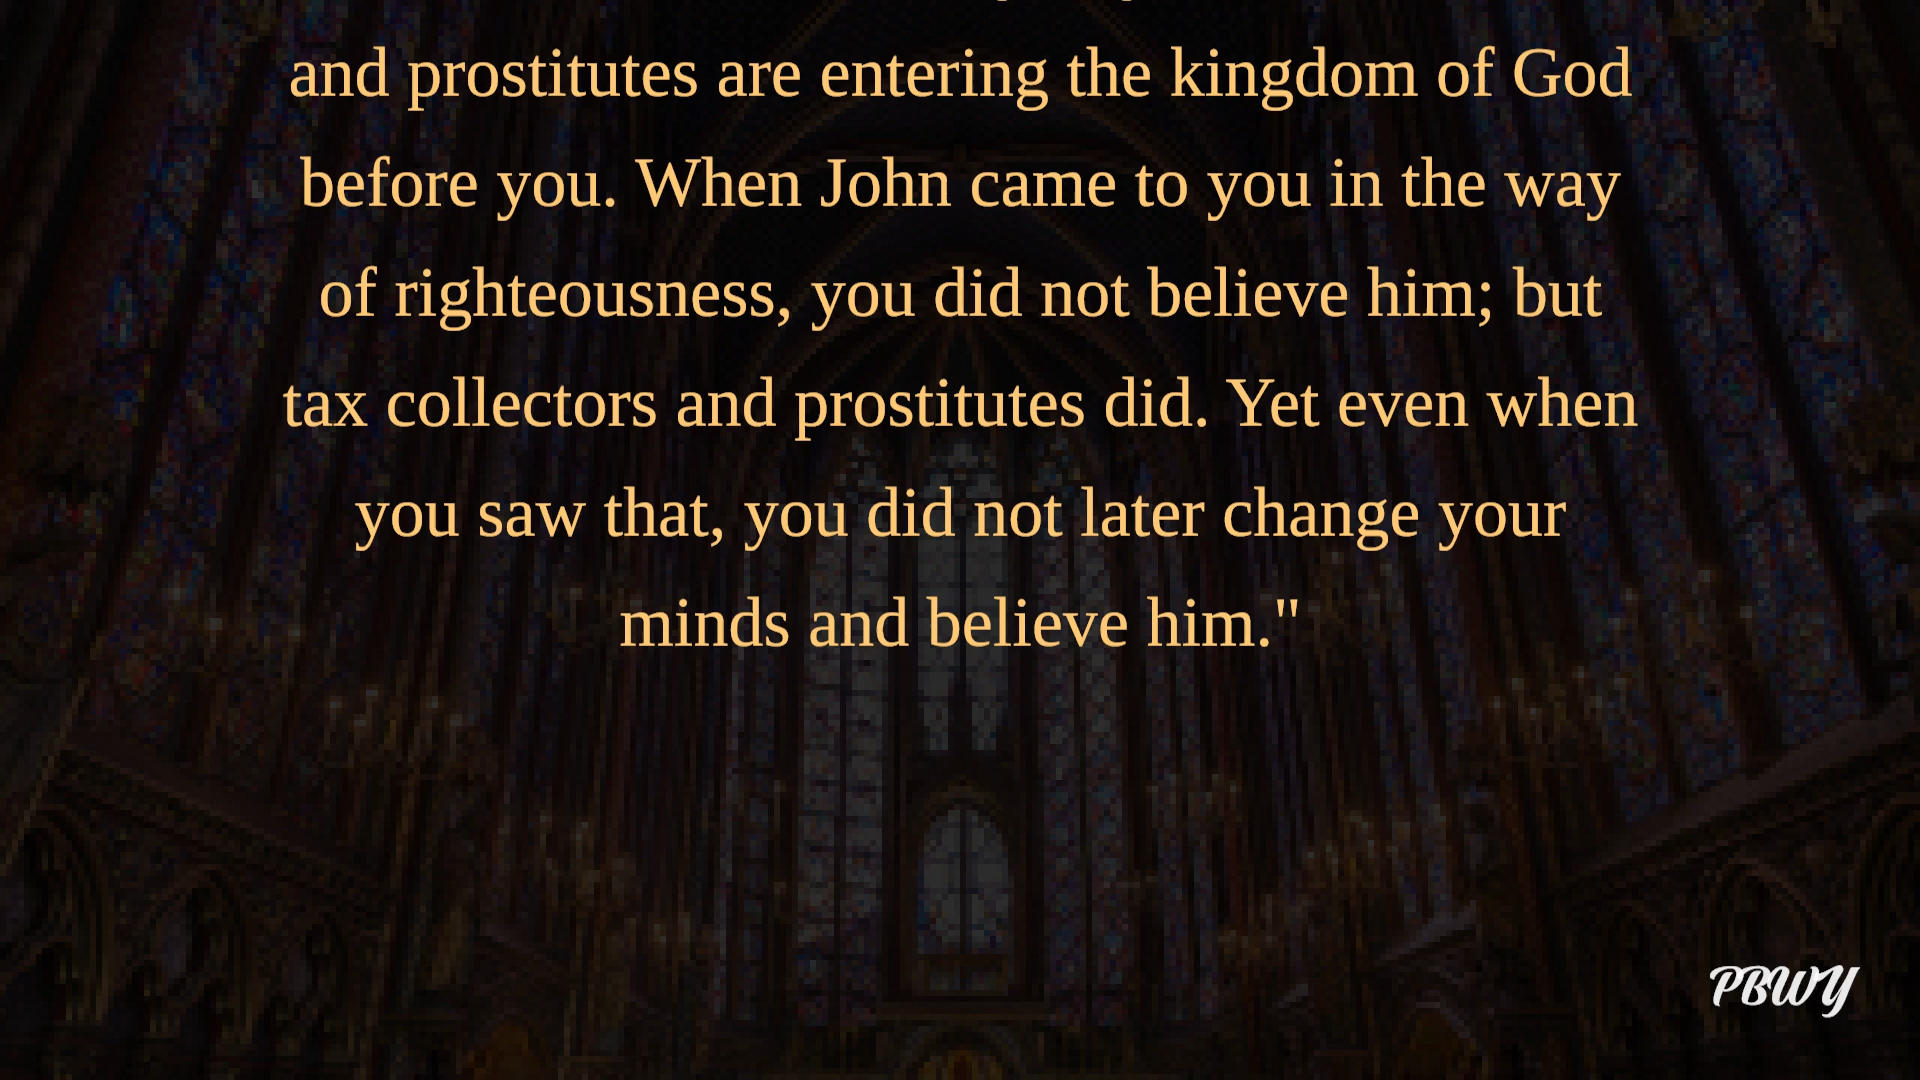 and prostitutes are entering the kingdom of God
before you. When John came to you in the way
of righteousness, you did not believe him; but
tax collectors and prostitutes did. Yet even when
you saw that, you did not later change your
minds and believe him."
PBWY